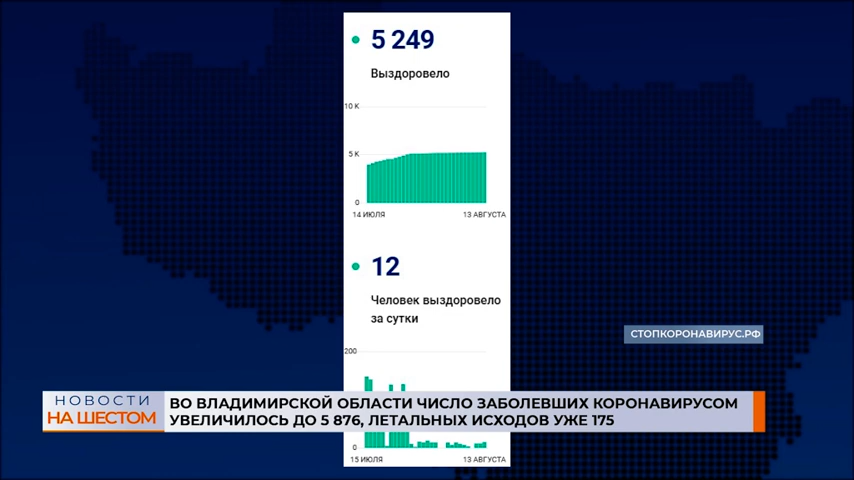 5 249
Выздоровело
10 K
5 K
0
14 ИЮЛЯ 13 АВГУСТА
12
Человек выздоровело
за сутки
СТОПКОРОНАВИРУС.РФ
200
НОВОСТИ
НА ШЕСТОМ
ВО ВЛАДИМИРСКОЙ ОБЛАСТИ ЧИСЛО ЗАБОЛЕВШИХ КОРОНАВИРУСОМ
УВЕЛИЧИЛОСЬ ДО 5 876, ЛЕТАЛЬНЫХ ИСХОДОВ УЖЕ 175
0
15 ИЮЛЯ 13 АВГУСТА